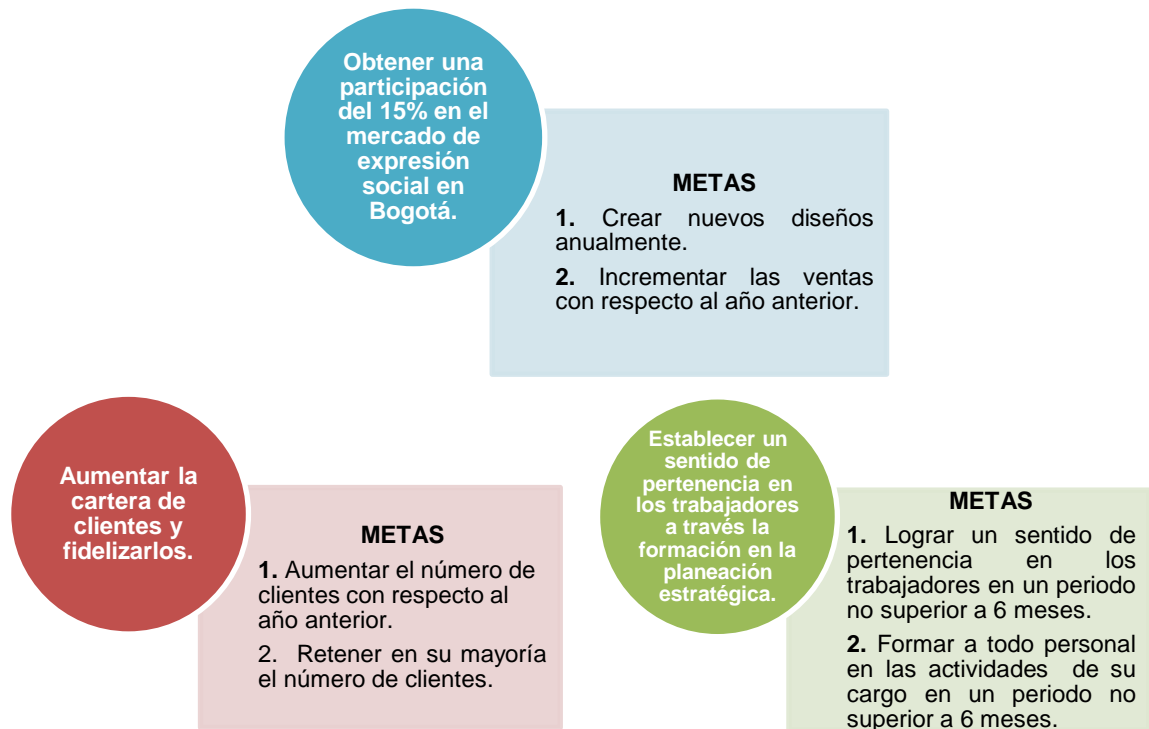 Obtener una
participación
del 15% en el
mercado de
expresión
social en
Bogotá.
METAS
1. Crear nuevos diseños
anualmente.
2. Incrementar las ventas
con respecto al año anterior.
Aumentar la
cartera de
clientes y
fidelizarlos.
METAS
1. Aumentar el número de
clientes con respecto al
año anterior.
2. Retener en su mayoría
el número de clientes.
Establecer un
sentido de
pertenencia en
los trabajadores
a través la
formación en la
planeación
estratégica.
METAS
1. Lograr un sentido de
pertenencia en los
trabajadores en un periodo
no superior a 6 meses.
2. Formar a todo personal
en las actividades de su
cargo en un periodo no
superior a 6 meses.